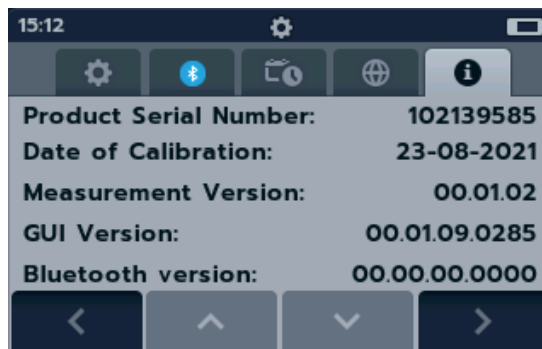 15:12
Product Serial Number: 102139585
Date of Calibration: 23-08-2021
Measurement Version: 00.01.02
GUI Version: 00.01.09.0285
Bluetooth version: 00.00.00.0000